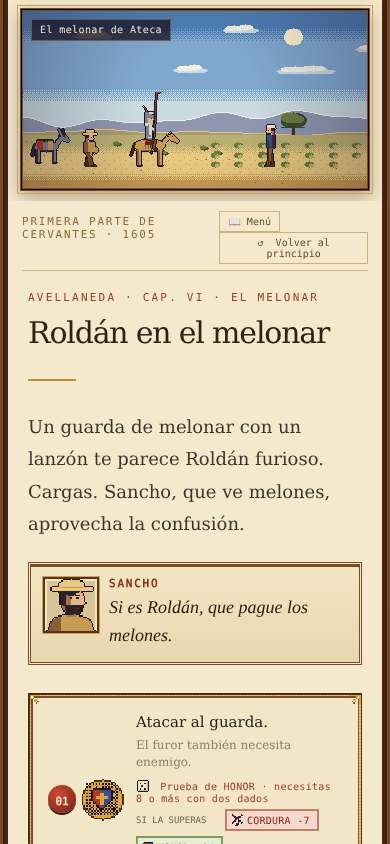 El melonar de Ateca
PRIMERA PARTE DE
CERVANTES · 1605
📖 Menú
↺ Volver al
principio
AVELLANEDA · CAP. VI · EL MELONAR
Roldán en el melonar
Un guarda de melonar con un
lanzón te parece Roldán furioso.
Cargas. Sancho, que ve melones,
aprovecha la confusión.
SANCHO
Si es Roldán, que pague los
melones.
Atacar al guarda.
El furor también necesita
enemigo.
01
Prueba de HONOR · necesitas
8 o más con dos dados
SI LA SUPERAS
CORDURA -7